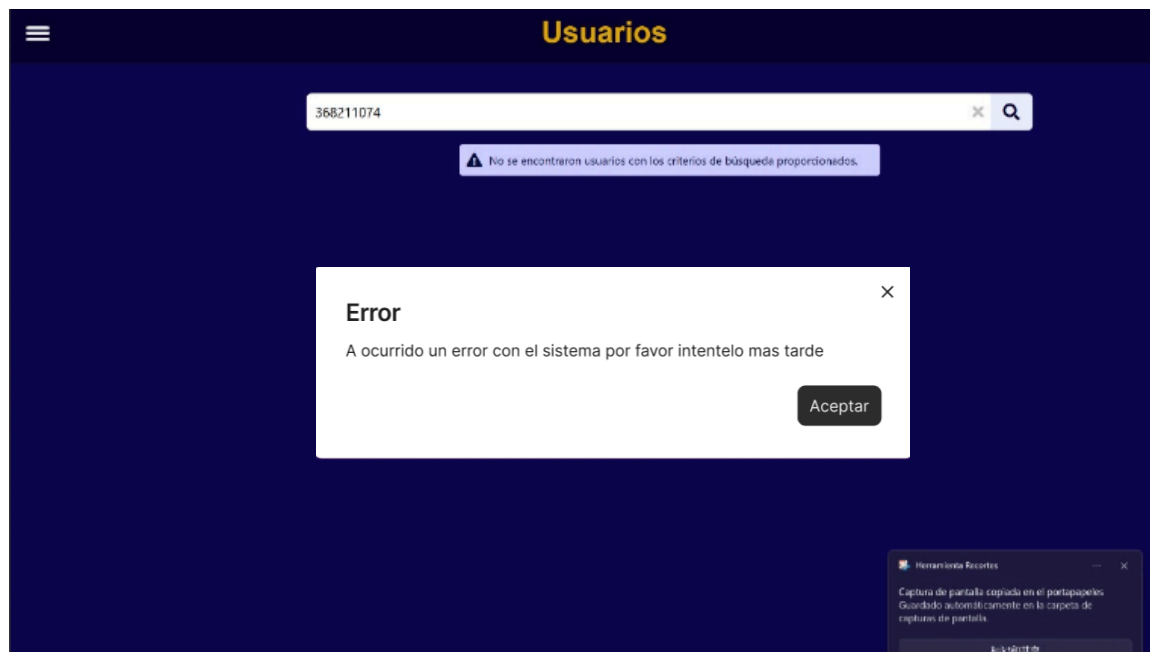 Usuarios
368211074
No se encontraron usuarios con los criterios de búsqueda proporcionados.
Error
A ocurrido un error con el sistema por favor intentelo mas tarde
Aceptar
Herramienta Recortes
Captura de pantalla copiada en el portapapeles
Guardado automáticamente en la carpeta de
capturas de pantalla.